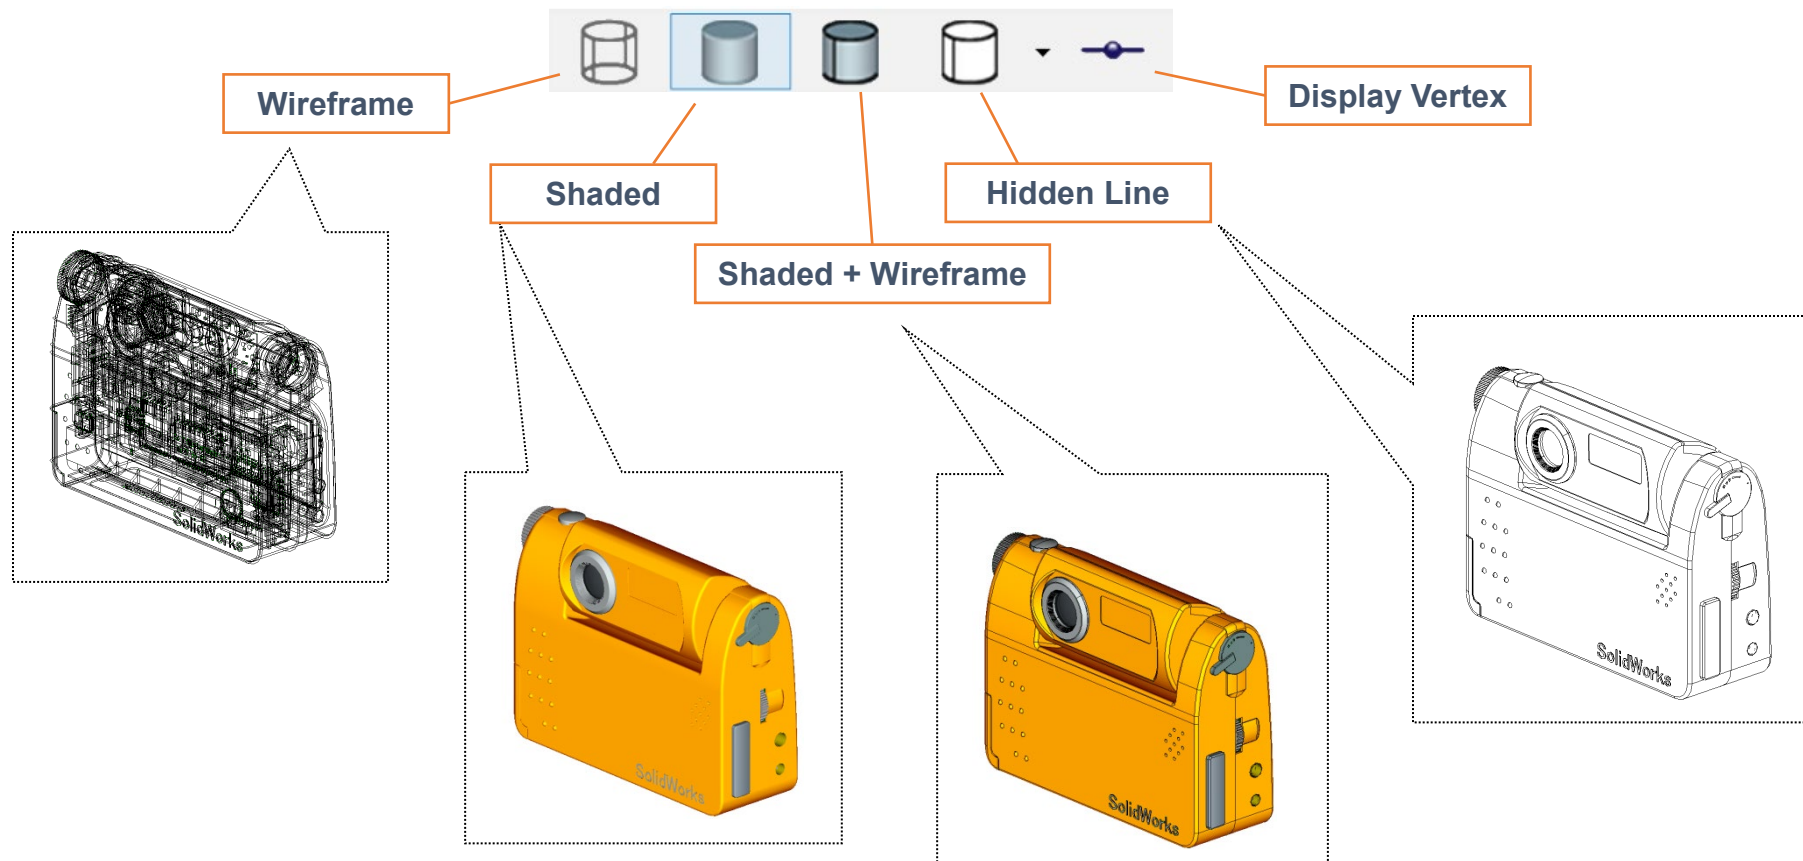 Wireframe
Display Vertex
Shaded
Hidden Line
Shaded + Wireframe
SolidWorks
SolidWorks
SolidWorks
SolidWorks